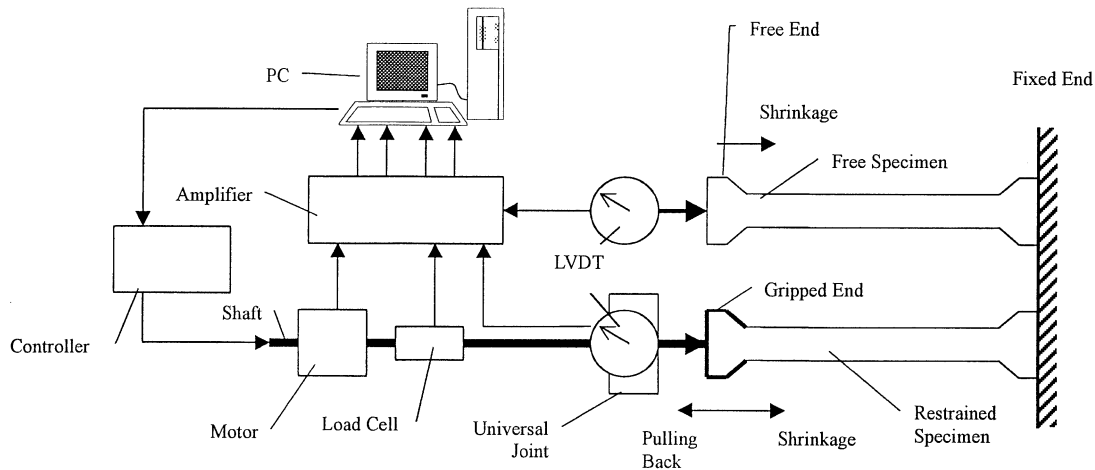 Free End
PC
Fixed End
Shrinkage
Free Specimen
Amplifier
LVDT
Gripped End
Shaft
Controller
Motor
Load Cell
Universal
Joint
Pulling
Back
Shrinkage
Restrained
Specimen